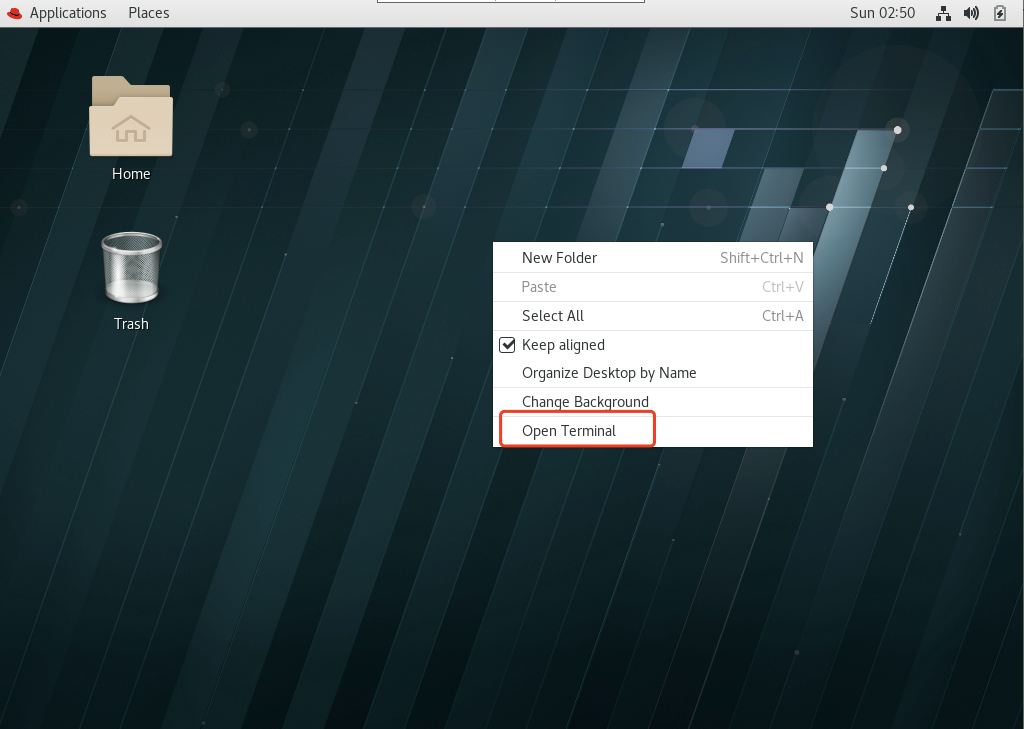 Applications Places Sun 02:50
Home
Trash
New Folder Shift+Ctrl+N
Paste Ctrl+V
Select All Ctrl+A
Keep aligned
Organize Desktop by Name
Change Background
Open Terminal